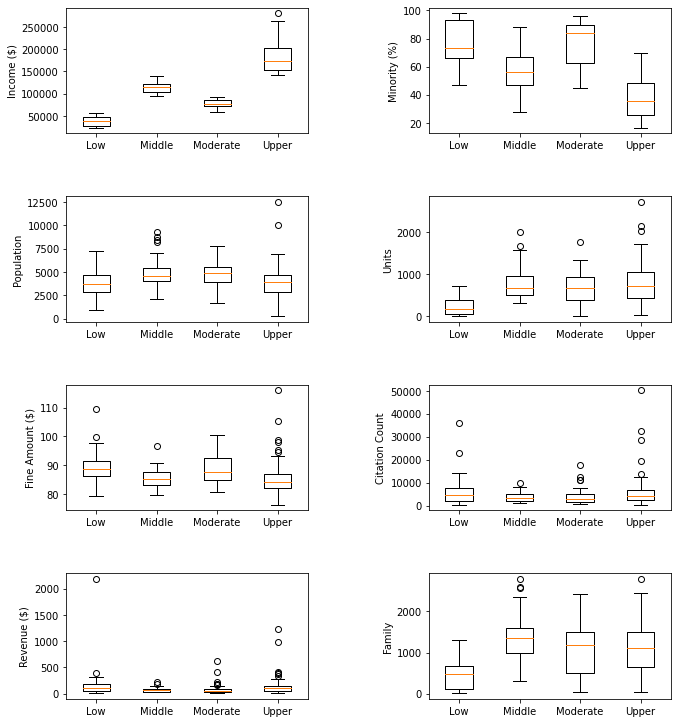 Income ($)
250000
200000
150000
100000
50000
Low Middle Moderate Upper
Minority (%)
100
80
60
40
20
Low Middle Moderate Upper
Population
12500
10000
7500
5000
2500
0
Low Middle Moderate Upper
Units
2000
1000
0
Low Middle Moderate Upper
Fine Amount ($)
110
100
90
80
Low Middle Moderate Upper
Citation Count
50000
40000
30000
20000
10000
0
Low Middle Moderate Upper
Revenue ($)
2000
1500
1000
500
0
Low Middle Moderate Upper
Family
2000
1000
0
Low Middle Moderate Upper